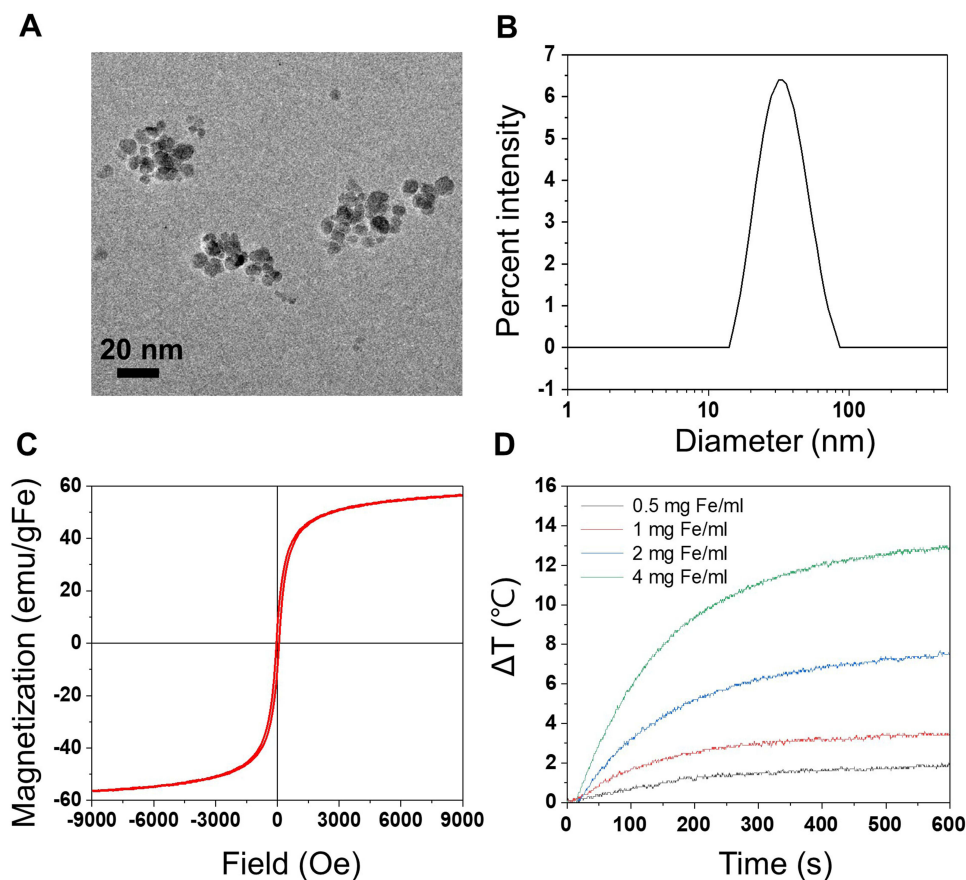 A
20 nm
B
Percent intensity
7
6
5
4
3
2
1
0
-1
1
10
100
Diameter (nm)
C
Magnetization (emu/gFe)
60
40
20
0
-20
-40
-60
-9000
-6000
-3000
0
3000
6000
9000
Field (Oe)
D
ΔT (℃)
16
14
12
10
8
6
4
2
0
0.5 mg Fe/ml
1 mg Fe/ml
2 mg Fe/ml
4 mg Fe/ml
0
100
200
300
400
500
600
Time (s)